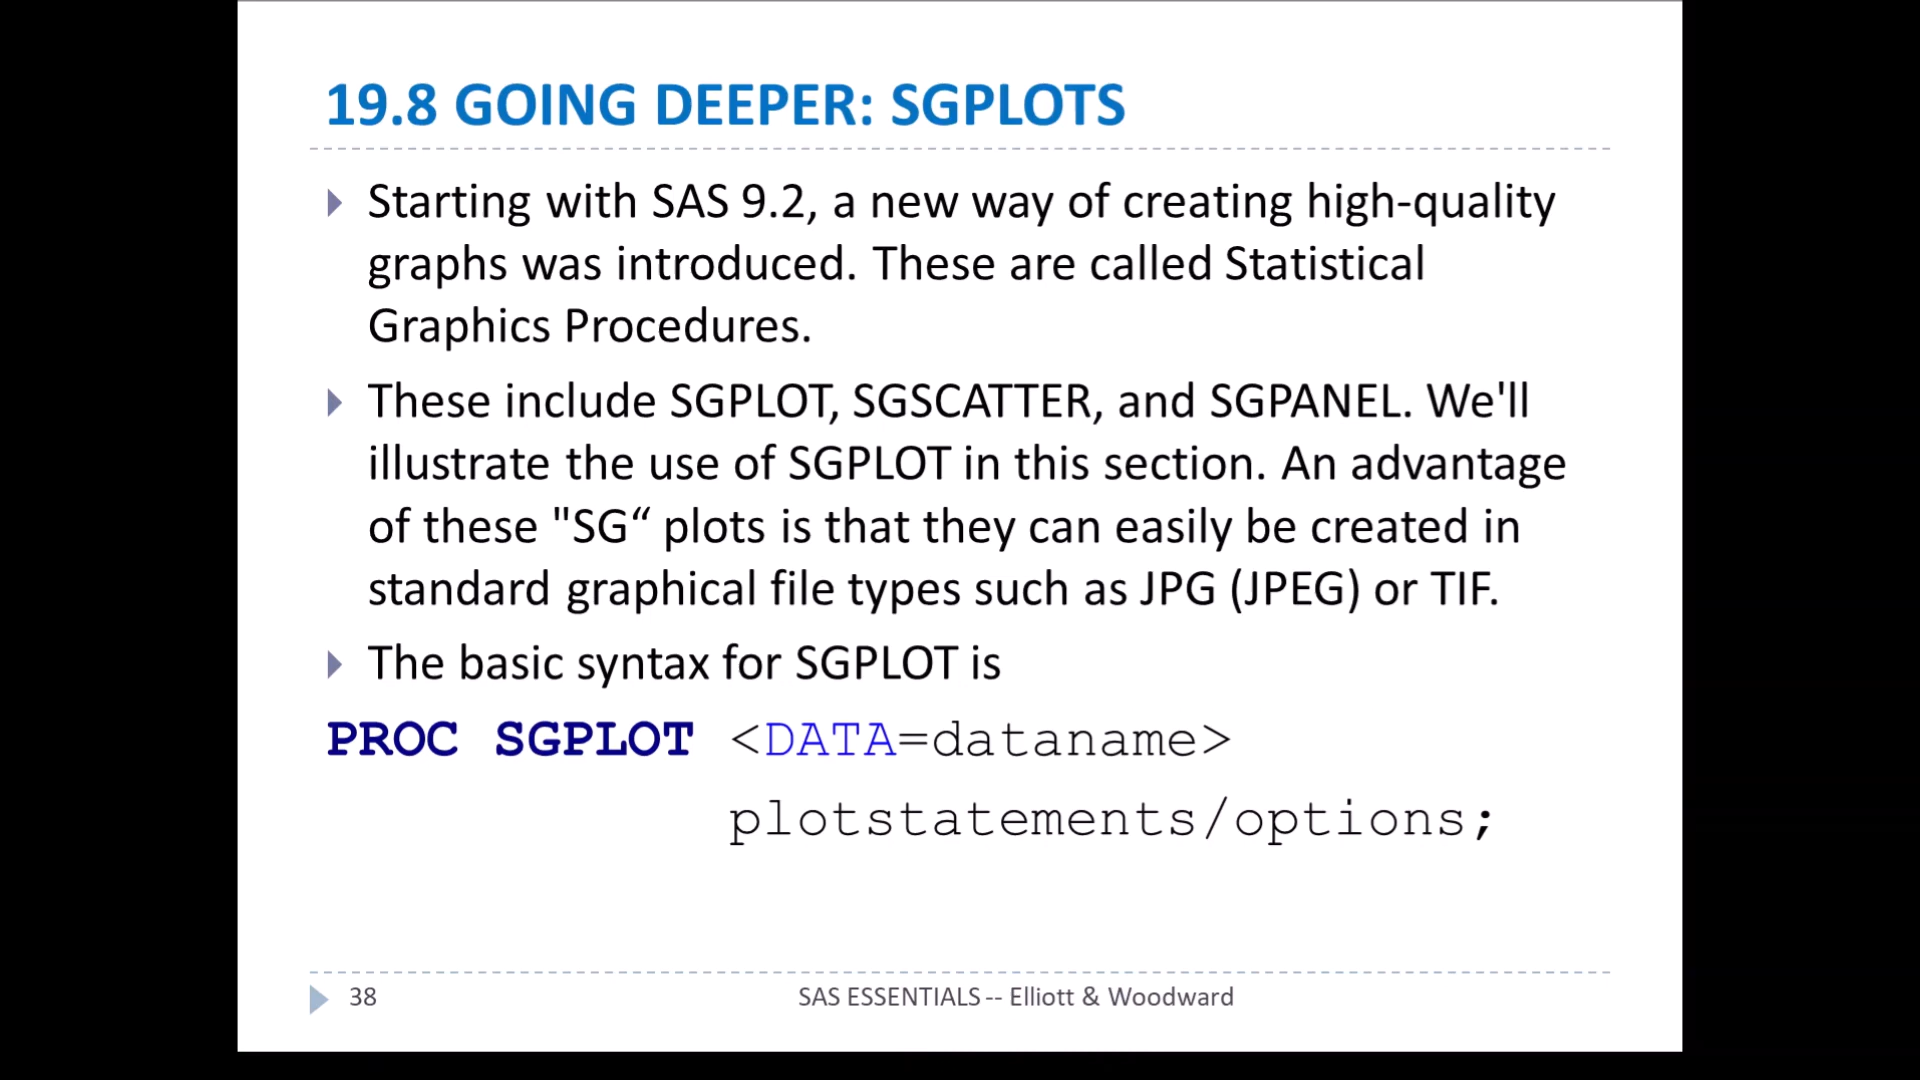 19.8 GOING DEEPER: SGPLOTS
Starting with SAS 9.2, a new way of creating high-quality
graphs was introduced. These are called Statistical
Graphics Procedures.
These include SGPLOT, SGSCATTER, and SGPANEL. We'll
illustrate the use of SGPLOT in this section. An advantage
of these "SG“ plots is that they can easily be created in
standard graphical file types such as JPG (JPEG) or TIF.
The basic syntax for SGPLOT is
PROC SGPLOT <DATA=dataname>
plotstatements/options;
38
SAS ESSENTIALS -- Elliott & Woodward